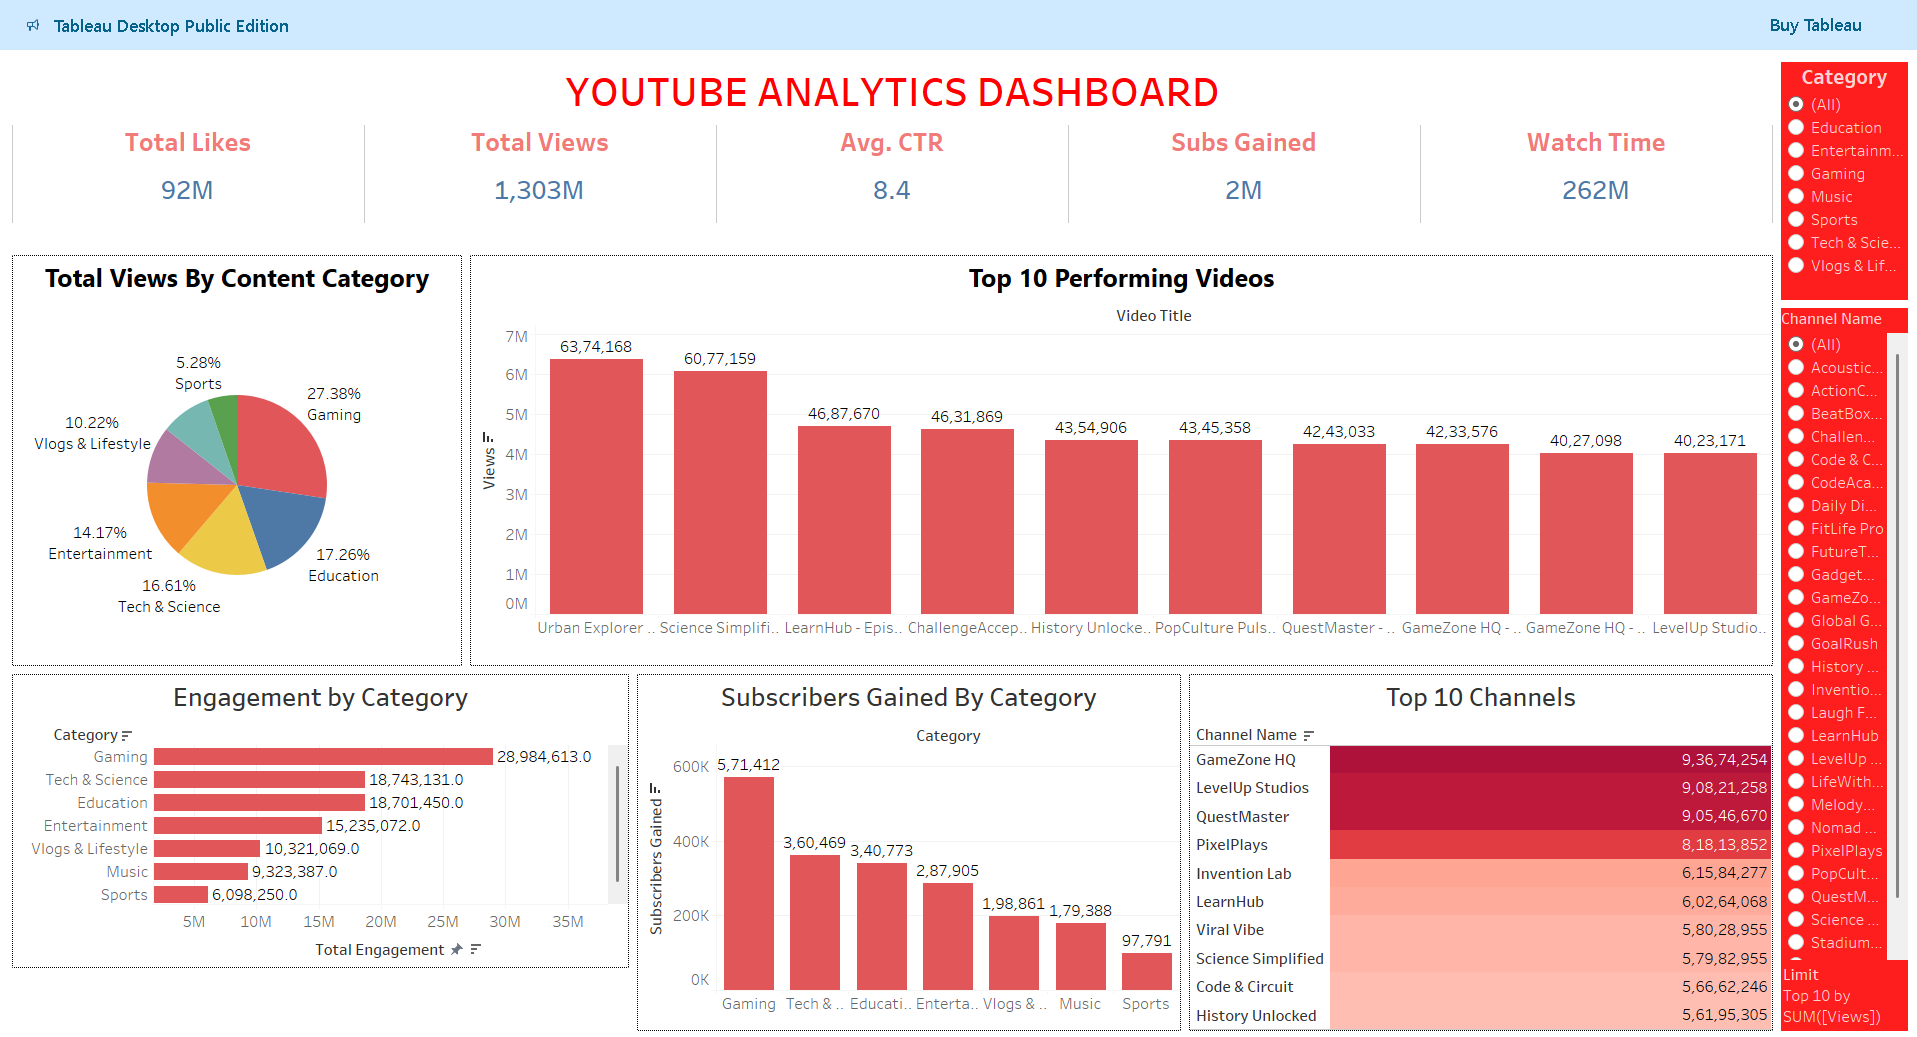 Tableau Desktop Public Edition
Buy Tableau
YOUTUBE ANALYTICS DASHBOARD
Total Likes
92M
Total Views
1,303M
Avg. CTR
8.4
Subs Gained
2M
Watch Time
262M
Total Views By Content Category
5.28%
Sports
27.38%
Gaming
10.22%
Vlogs & Lifestyle
14.17%
Entertainment
17.26%
Education
16.61%
Tech & Science
Top 10 Performing Videos
Video Title
Views
7M
6M
5M
4M
3M
2M
1M
0M
63,74,168
60,77,159
46,87,670
46,31,869
43,54,906
43,45,358
42,43,033
42,33,576
40,27,098
40,23,171
Urban Explorer ..
Science Simplifi..
LearnHub - Epis..
ChallengeAccep..
History Unlocke..
PopCulture Puls..
QuestMaster - ..
GameZone HQ - ..
GameZone HQ - ..
LevelUp Studio..
Engagement by Category
Category
Gaming 28,984,613.0
Tech & Science 18,743,131.0
Education 18,701,450.0
Entertainment 15,235,072.0
Vlogs & Lifestyle 10,321,069.0
Music 9,323,387.0
Sports 6,098,250.0
5M 10M 15M 20M 25M 30M 35M
Total Engagement
Subscribers Gained By Category
Category
Subscribers Gained
600K
400K
200K
0K
5,71,412
3,60,469
3,40,773
2,87,905
1,98,861
1,79,388
97,791
Gaming
Tech & ..
Educati..
Enterta..
Vlogs & ..
Music
Sports
Top 10 Channels
Channel Name
GameZone HQ 9,36,74,254
LevelUp Studios 9,08,21,258
QuestMaster 9,05,46,670
PixelPlays 8,18,13,852
Invention Lab 6,15,84,277
LearnHub 6,02,64,068
Viral Vibe 5,80,28,955
Science Simplified 5,79,82,955
Code & Circuit 5,66,62,246
History Unlocked 5,61,95,305
Category
(All)
Education
Entertainm...
Gaming
Music
Sports
Tech & Scie...
Vlogs & Lif...
Channel Name
(All)
Acoustic...
ActionC...
BeatBox...
Challen...
Code & C...
CodeAca...
Daily Di...
FitLife Pro
FutureT...
Gadget...
GameZo...
Global G...
GoalRush
History ...
Inventio...
Laugh F...
LearnHub
LevelUp ...
LifeWith...
Melody...
Nomad ...
PixelPlays
PopCult...
QuestM...
Science ...
Stadium...
Limit
Top 10 by
SUM([Views])